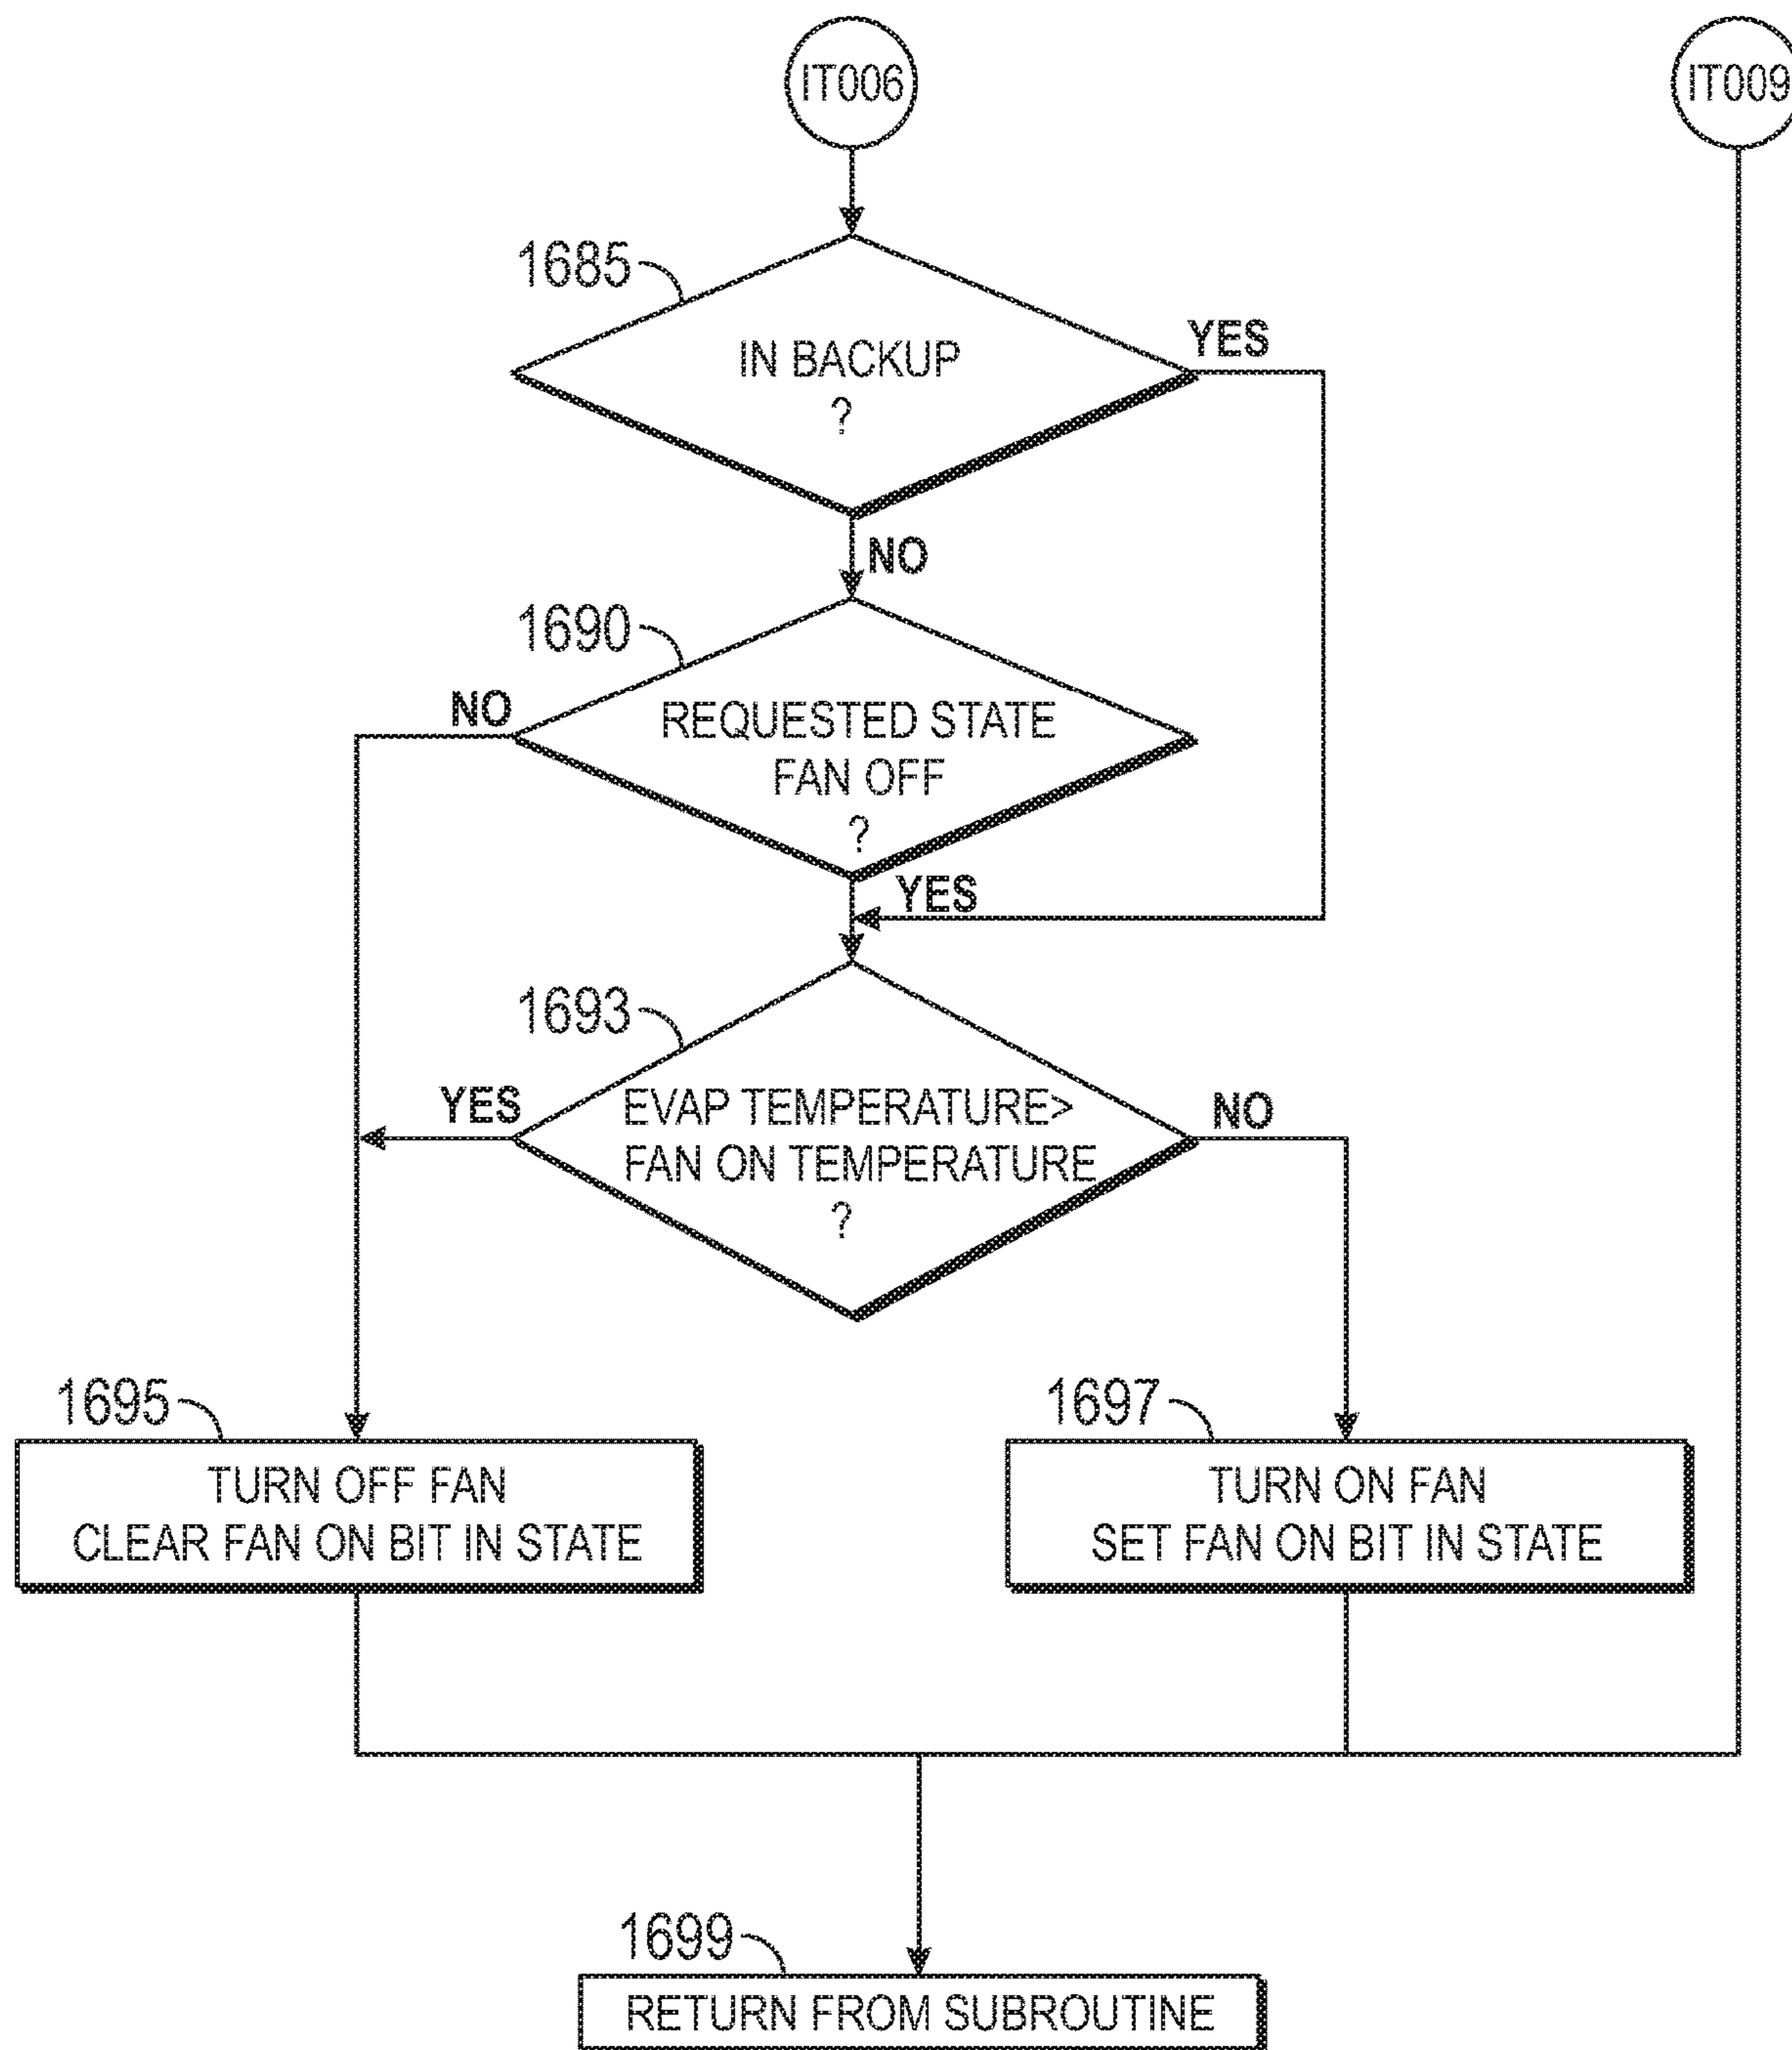 IT006
IT009
1685
IN BACKUP
?
YES
NO
1690
NO
REQUESTED STATE
FAN OFF
?
YES
1693
YES
EVAP TEMPERATURE>
FAN ON TEMPERATURE
?
NO
1695
TURN OFF FAN
CLEAR FAN ON BIT IN STATE
1697
TURN ON FAN
SET FAN ON BIT IN STATE
1699
RETURN FROM SUBROUTINE